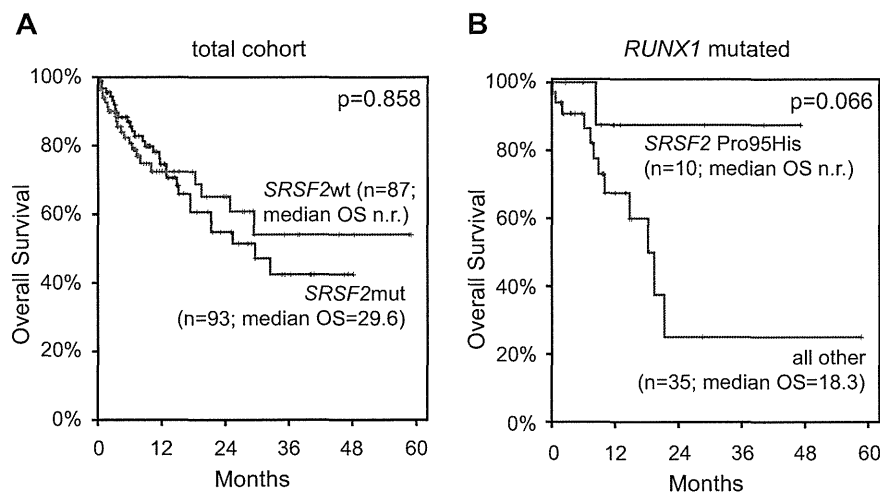 A
total cohort
100%
80%
60%
40%
20%
0%
Overall Survival
p=0.858
SRSF2wt (n=87;
median OS n.r.)
SRSF2mut
(n=93; median OS=29.6)
0 12 24 36 48 60
Months
B
RUNX1 mutated
100%
80%
60%
40%
20%
0%
Overall Survival
p=0.066
SRSF2 Pro95His
(n=10; median OS n.r.)
all other
(n=35; median OS=18.3)
0 12 24 36 48 60
Months